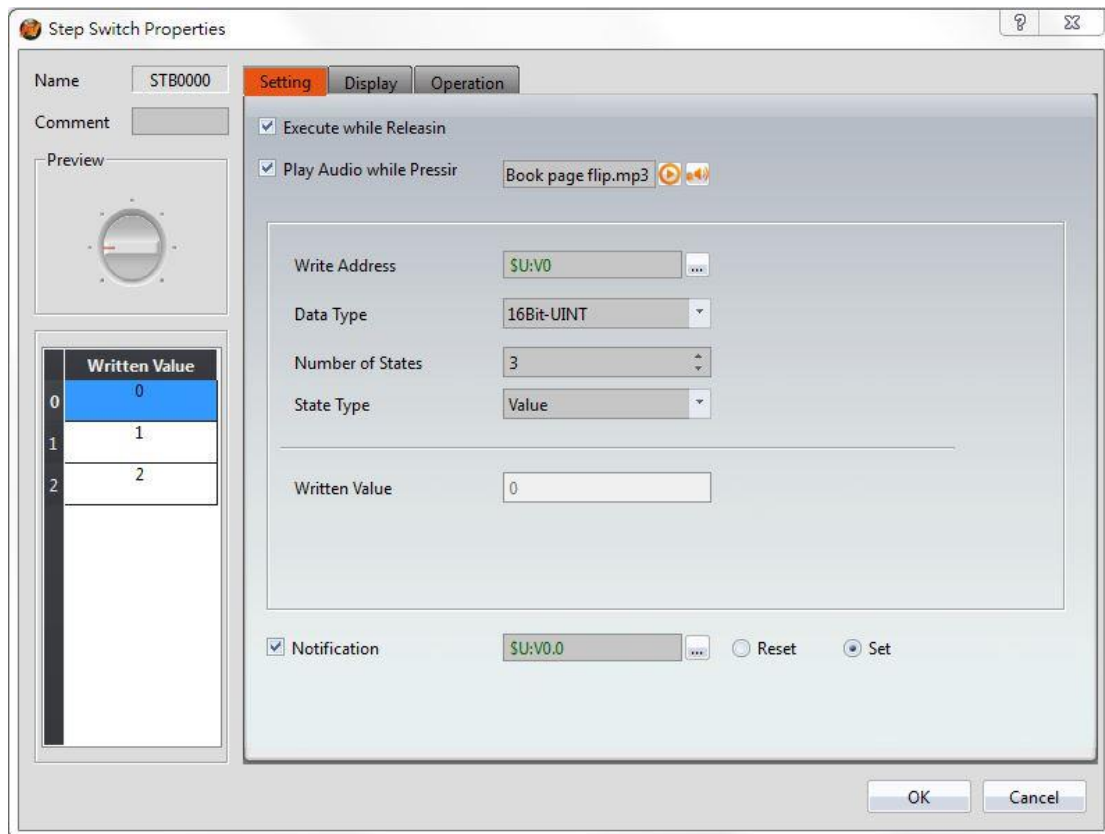 Step Switch Properties
Name STB0000
Comment
Preview
Written Value
0 0
1 1
2 2
Setting Display Operation
Execute while Releasin
Play Audio while Pressir Book page flip.mp3
Write Address $U:V0 ...
Data Type 16Bit-UINT
Number of States 3
State Type Value
Written Value 0
Notification $U:V0.0 ... Reset Set
OK Cancel